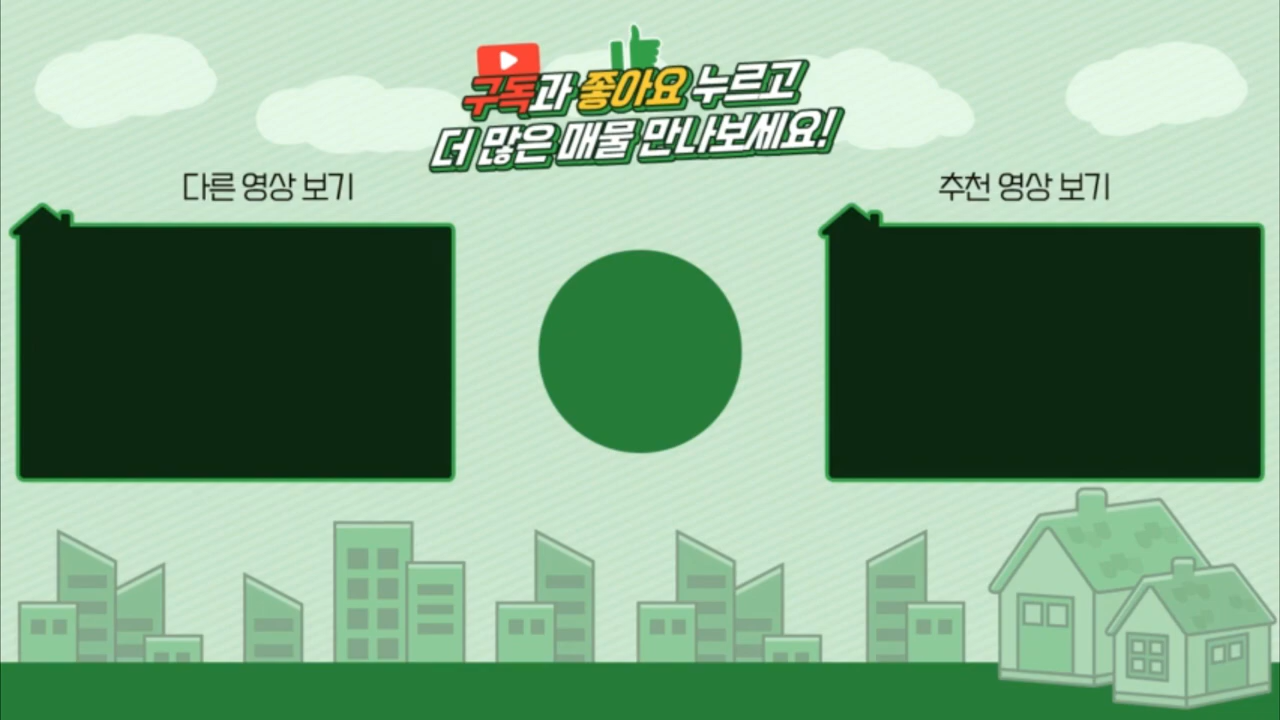 구독과 좋아요 누르고
더 많은 매물 만나보세요!
다른 영상 보기
추천 영상 보기